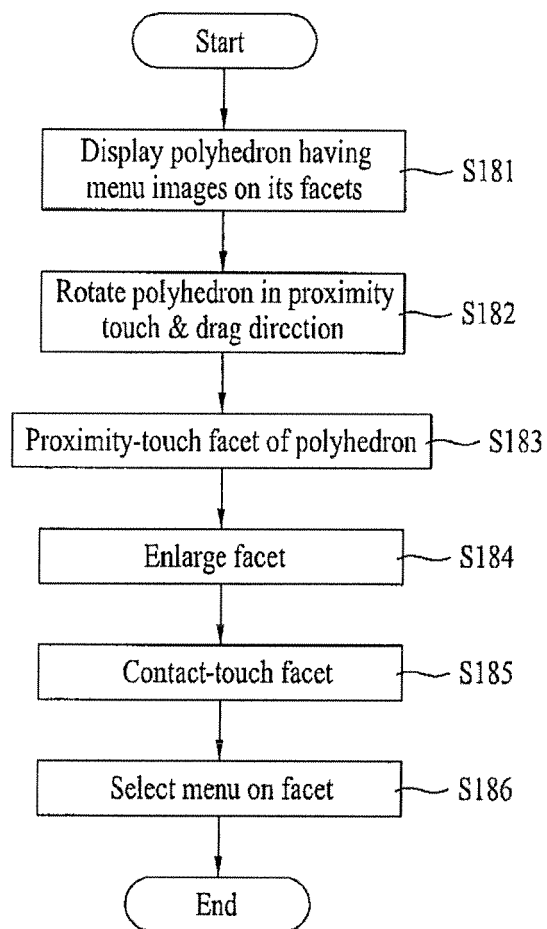 Start
Display polyhedron having
menu images on its facets
S181
Rotate polyhedron in proximity
touch & drag direction
S182
Proximity-touch facet of polyhedron
S183
Enlarge facet
S184
Contact-touch facet
S185
Select menu on facet
S186
End